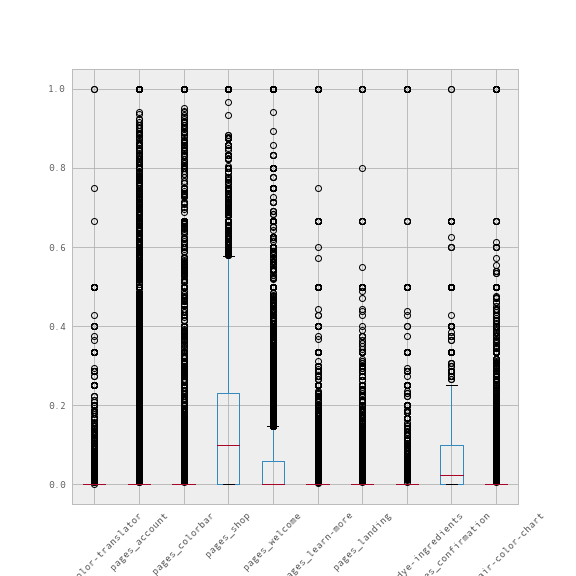 1.0
0.8
0.6
0.4
0.2
0.0
olor-translator
pages_account
pages_colorbar
pages_shop
pages_welcome
ages_learn-more
pages_landing
dye-ingredients
es_confirmation
air-color-chart